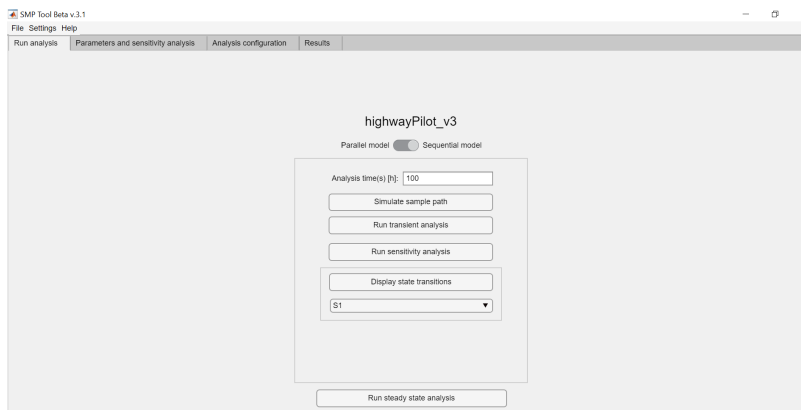 SMP Tool Beta v.3.1
File Settings Help
Run analysis Parameters and sensitivity analysis Analysis configuration Results
highwayPilot_v3
Parallel model Sequential model
Analysis time(s) [h]: 100
Simulate sample path
Run transient analysis
Run sensitivity analysis
Display state transitions
S1
Run steady state analysis